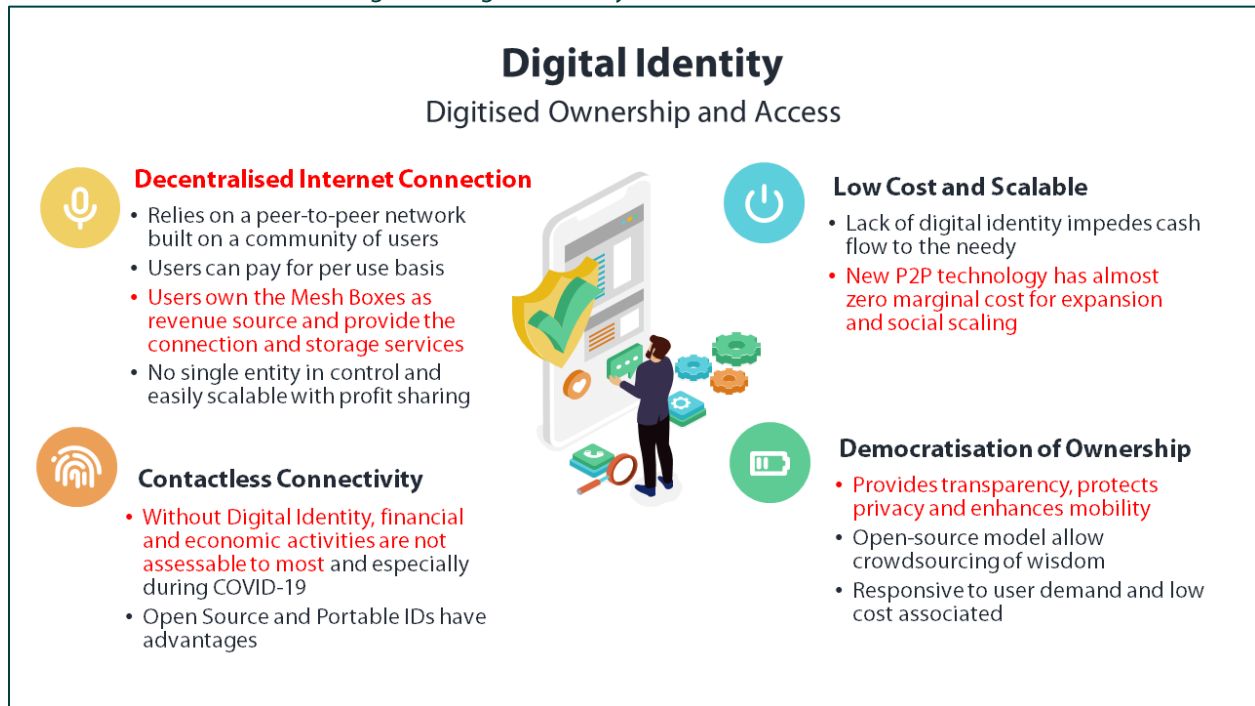 Digital Identity
Digitised Ownership and Access
Decentralised Internet Connection
• Relies on a peer-to-peer network
built on a community of users
• Users can pay for per use basis
• Users own the Mesh Boxes as
revenue source and provide the
connection and storage services
• No single entity in control and
easily scalable with profit sharing
Contactless Connectivity
• Without Digital Identity, financial
and economic activities are not
assessable to most and especially
during COVID-19
• Open Source and Portable IDs have
advantages
Low Cost and Scalable
• Lack of digital identity impedes cash
flow to the needy
• New P2P technology has almost
zero marginal cost for expansion
and social scaling
Democratisation of Ownership
• Provides transparency, protects
privacy and enhances mobility
• Open-source model allow
crowdsourcing of wisdom
• Responsive to user demand and low
cost associated